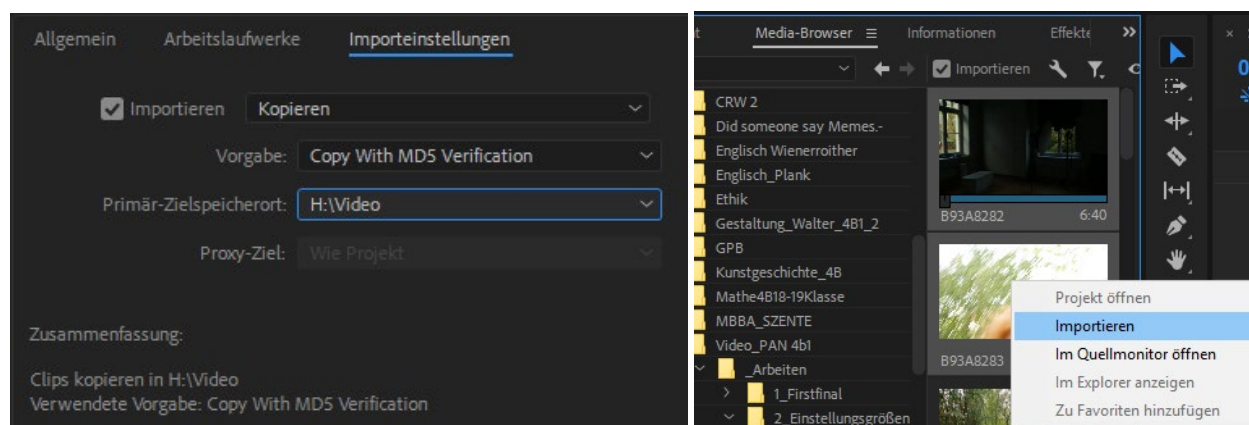 Allgemein Arbeitslaufwerke Importeinstellungen
Importieren Kopieren
Vorgabe: Copy With MD5 Verification
Primär-Zielspeicherort: H:\Video
Proxy-Ziel: Wie Projekt
Zusammenfassung:
Clips kopieren in H:\Video
Verwendete Vorgabe: Copy With MD5 Verification
Media-Browser Informationen Effekte
Importieren
CRW 2
Did someone say Memes.-
Englisch Wienerroither
Englisch_Plank
Ethik
Gestaltung_Walter_4B1_2
GPB
Kunstgeschichte_4B
Mathe4B18-19Klasse
MBBA_SZENTE
Video_PAN 4b1
_Arbeiten
1_Firstfinal
2_Einstellungsgrößen
B93A8282 6:40
B93A8283
Projekt öffnen
Importieren
Im Quellmonitor öffnen
Im Explorer anzeigen
Zu Favoriten hinzufügen